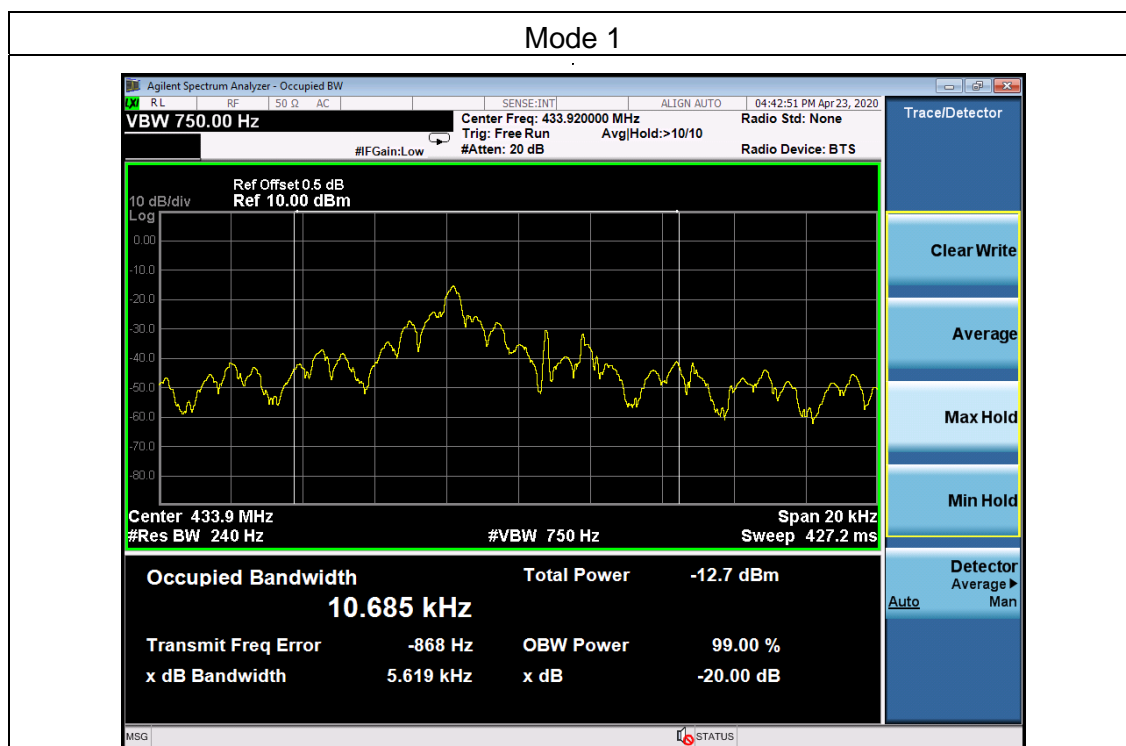 Mode 1
Agilent Spectrum Analyzer - Occupied BW
LXI RL RF 50 Ω AC SENSE:INT ALIGN AUTO 04:42:51 PM Apr 23, 2020
VBW 750.00 Hz
Center Freq: 433.920000 MHz
Radio Std: None
Trig: Free Run Avg|Hold:>10/10
#IFGain:Low #Atten: 20 dB Radio Device: BTS
Trace/Detector
Ref Offset 0.5 dB
10 dB/div Ref 10.00 dBm
Log
0.00
-10.0
-20.0
-30.0
-40.0
-50.0
-60.0
-70.0
-80.0
Center 433.9 MHz Span 20 kHz
#Res BW 240 Hz #VBW 750 Hz Sweep 427.2 ms
Clear Write
Average
Max Hold
Min Hold
Detector
Average
Auto Man
Occupied Bandwidth Total Power -12.7 dBm
10.685 kHz
Transmit Freq Error -868 Hz OBW Power 99.00 %
x dB Bandwidth 5.619 kHz x dB -20.00 dB
MSG STATUS